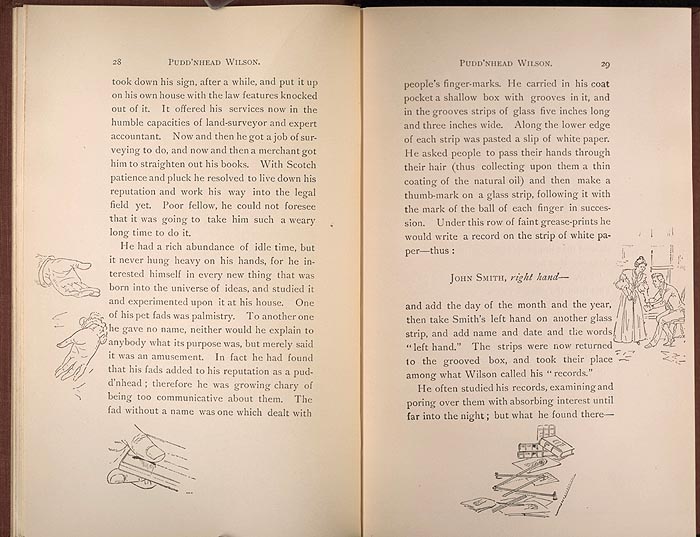 28
PUDD'NHEAD WILSON.
took down his sign, after a while, and put it up
on his own house with the law features knocked
out of it. It offered his services now in the
humble capacities of land-surveyor and expert
accountant. Now and then he got a job of sur-
veying to do, and now and then a merchant got
him to straighten out his books. With Scotch
patience and pluck he resolved to live down his
reputation and work his way into the legal
field yet. Poor fellow, he could not foresee
that it was going to take him such a weary
long time to do it.
He had a rich abundance of idle time, but
it never hung heavy on his hands, for he in-
terested himself in every new thing that was
born into the universe of ideas, and studied it
and experimented upon it at his house. One
of his pet fads was palmistry. To another one
he gave no name, neither would he explain to
anybody what its purpose was, but merely said
it was an amusement. In fact he had found
that his fads added to his reputation as a pud-
d'nhead; therefore he was growing chary of
being too communicative about them. The
fad without a name was one which dealt with
PUDD'NHEAD WILSON.
29
people's finger-marks. He carried in his coat
pocket a shallow box with grooves in it, and
in the grooves strips of glass five inches long
and three inches wide. Along the lower edge
of each strip was pasted a slip of white paper.
He asked people to pass their hands through
their hair (thus collecting upon them a thin
coating of the natural oil) and then make a
thumb-mark on a glass strip, following it with
the mark of the ball of each finger in succes-
sion. Under this row of faint grease-prints he
would write a record on the strip of white pa-
per—thus:
JOHN SMITH, right hand—
and add the day of the month and the year,
then take Smith's left hand on another glass
strip, and add name and date and the words
"left hand." The strips were now returned
to the grooved box, and took their place
among what Wilson called his "records."
He often studied his records, examining and
poring over them with absorbing interest until
far into the night; but what he found there—